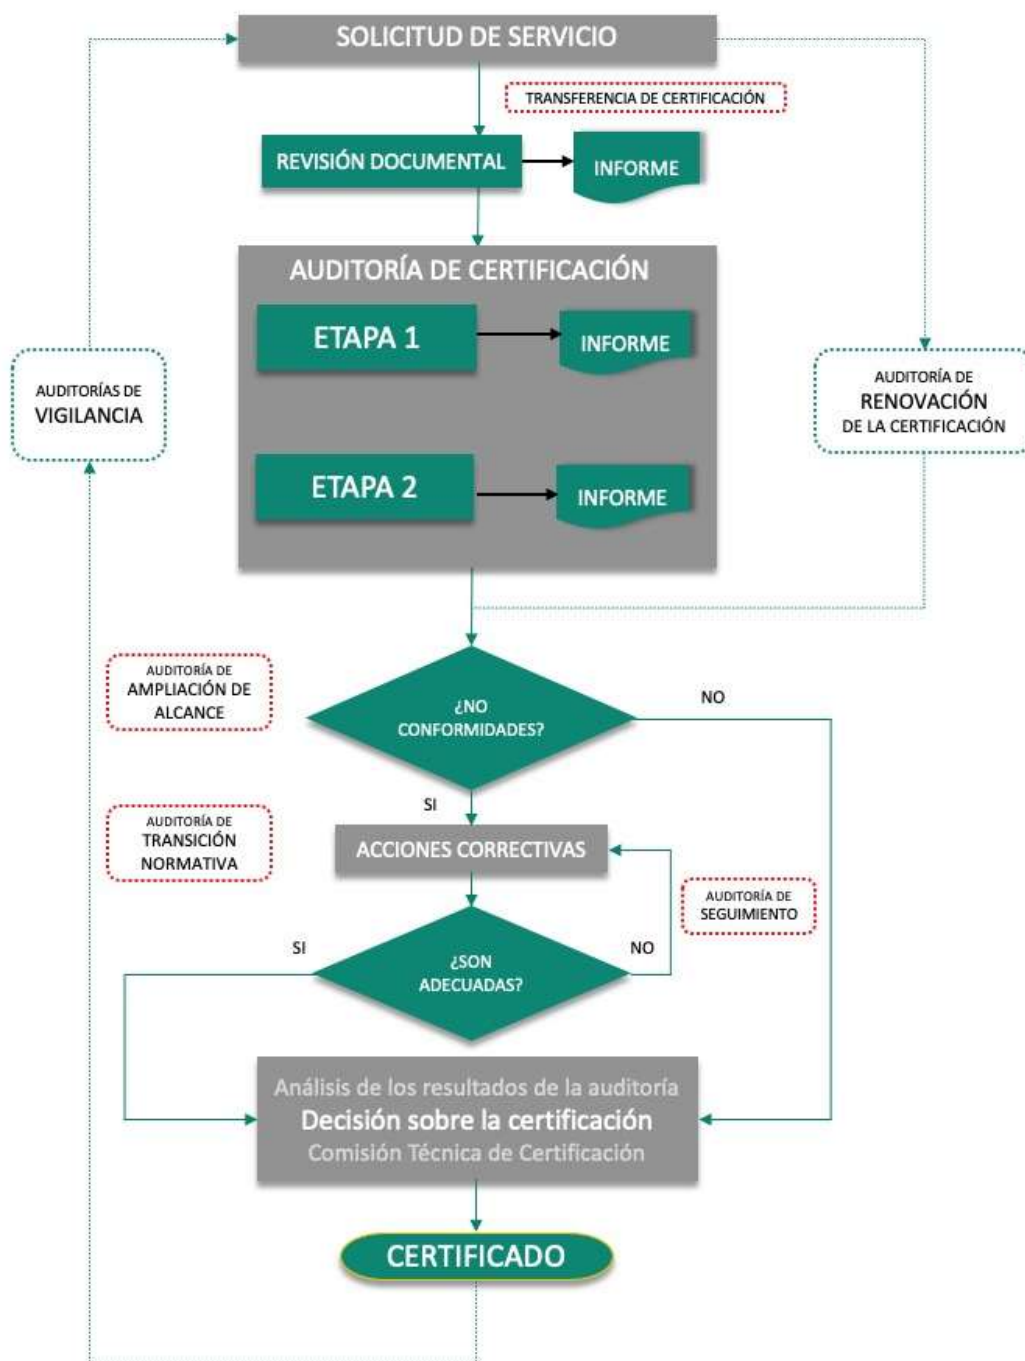 SOLICITUD DE SERVICIO
TRANSFERENCIA DE CERTIFICACIÓN
REVISIÓN DOCUMENTAL
INFORME
AUDITORÍA DE CERTIFICACIÓN
ETAPA 1
INFORME
AUDITORÍAS DE
VIGILANCIA
AUDITORÍA DE
RENOVACIÓN
DE LA CERTIFICACIÓN
ETAPA 2
INFORME
AUDITORÍA DE
AMPLIACIÓN DE
ALCANCE
¿NO
CONFORMIDADES?
NO
SI
AUDITORÍA DE
TRANSICIÓN
NORMATIVA
ACCIONES CORRECTIVAS
AUDITORÍA DE
SEGUIMIENTO
SI
¿SON
ADECUADAS?
NO
Análisis de los resultados de la auditoría
Decisión sobre la certificación
Comisión Técnica de Certificación
CERTIFICADO